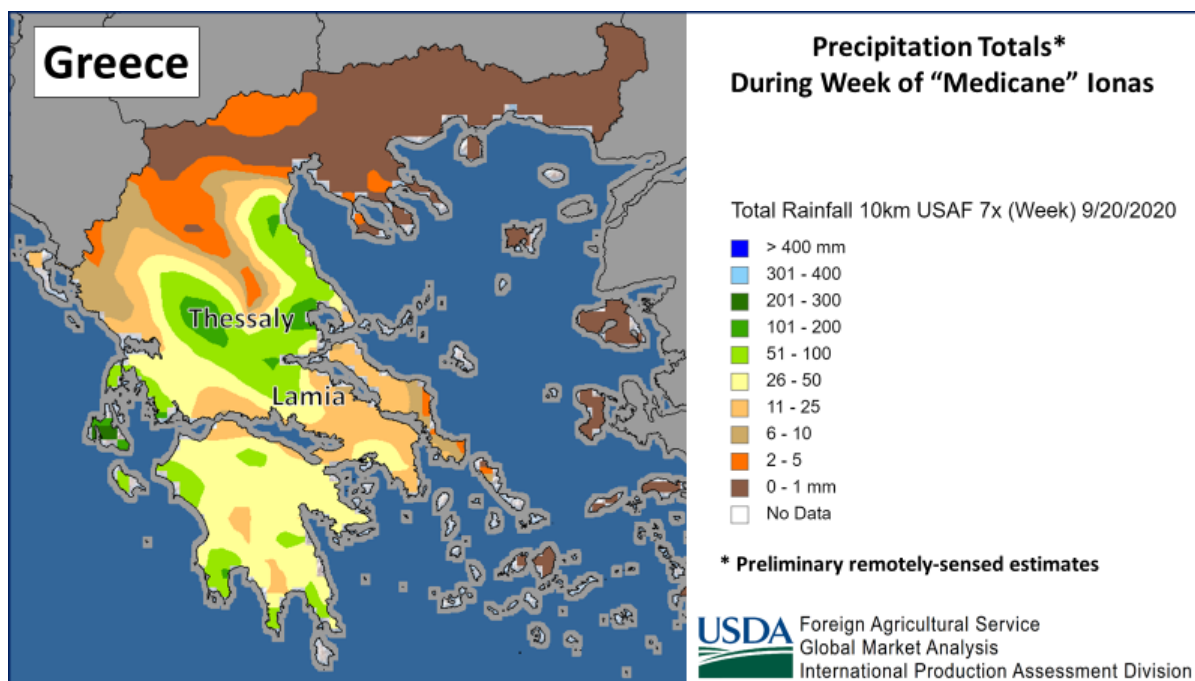 Greece
Thessaly
Lamia
Precipitation Totals*
During Week of “Medicane” Ionas
Total Rainfall 10km USAF 7x (Week) 9/20/2020
> 400 mm
301 - 400
201 - 300
101 - 200
51 - 100
26 - 50
11 - 25
6 - 10
2 - 5
0 - 1 mm
No Data
* Preliminary remotely-sensed estimates
USDA
Foreign Agricultural Service
Global Market Analysis
International Production Assessment Division